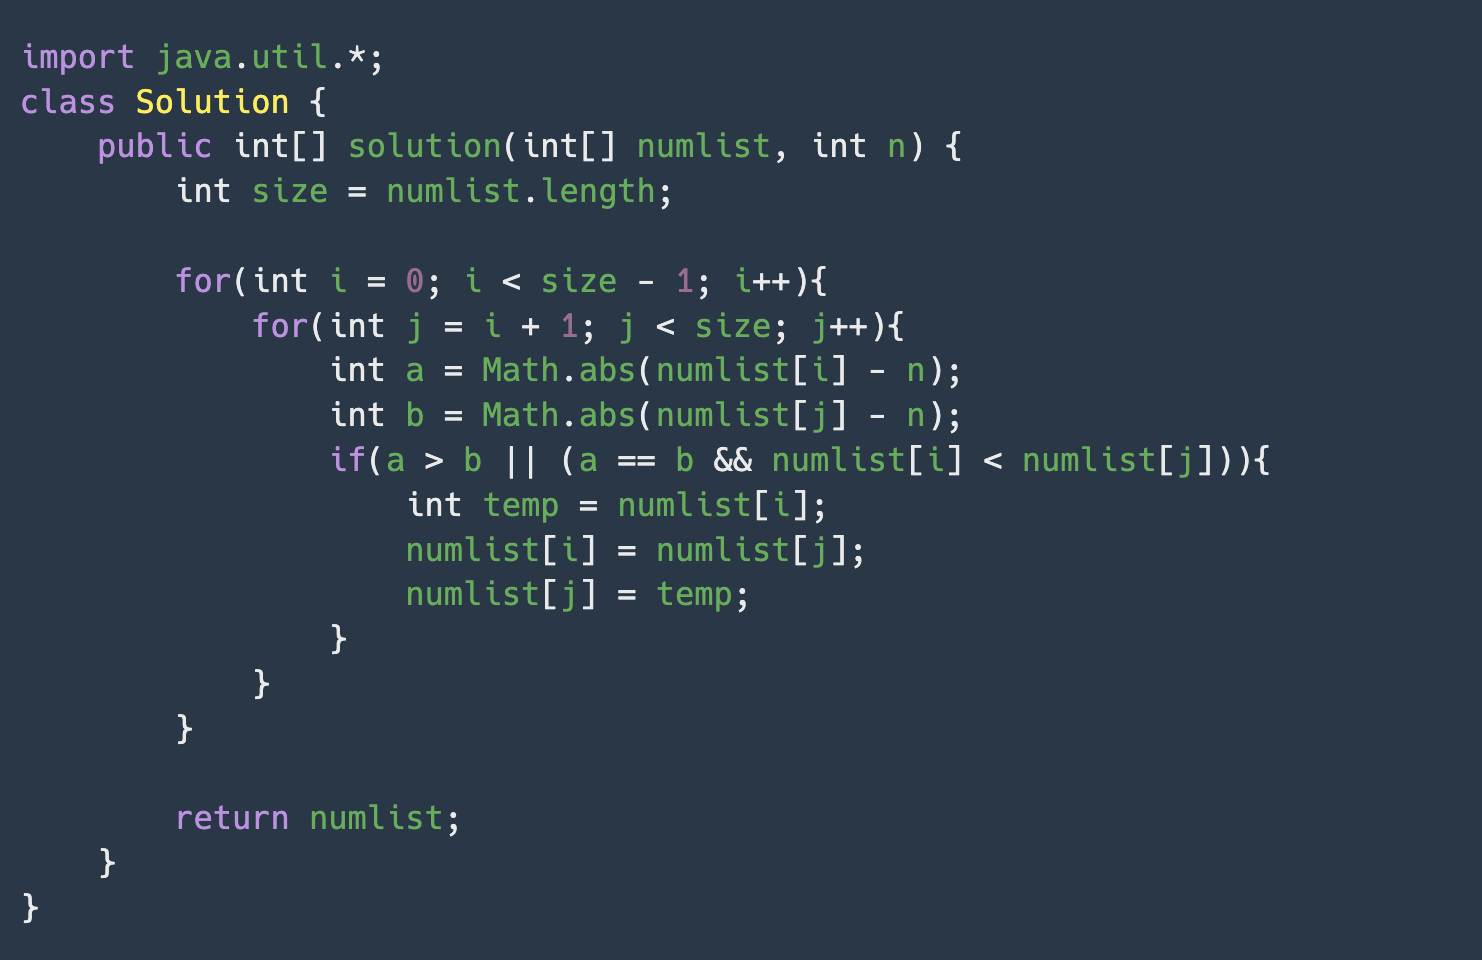 import java.util.*;
class Solution {
    public int[] solution(int[] numlist, int n) {
        int size = numlist.length;

        for(int i = 0; i < size - 1; i++){
            for(int j = i + 1; j < size; j++){
                int a = Math.abs(numlist[i] - n);
                int b = Math.abs(numlist[j] - n);
                if(a > b || (a == b && numlist[i] < numlist[j])){
                    int temp = numlist[i];
                    numlist[i] = numlist[j];
                    numlist[j] = temp;
                }
            }
        }

        return numlist;
    }
}